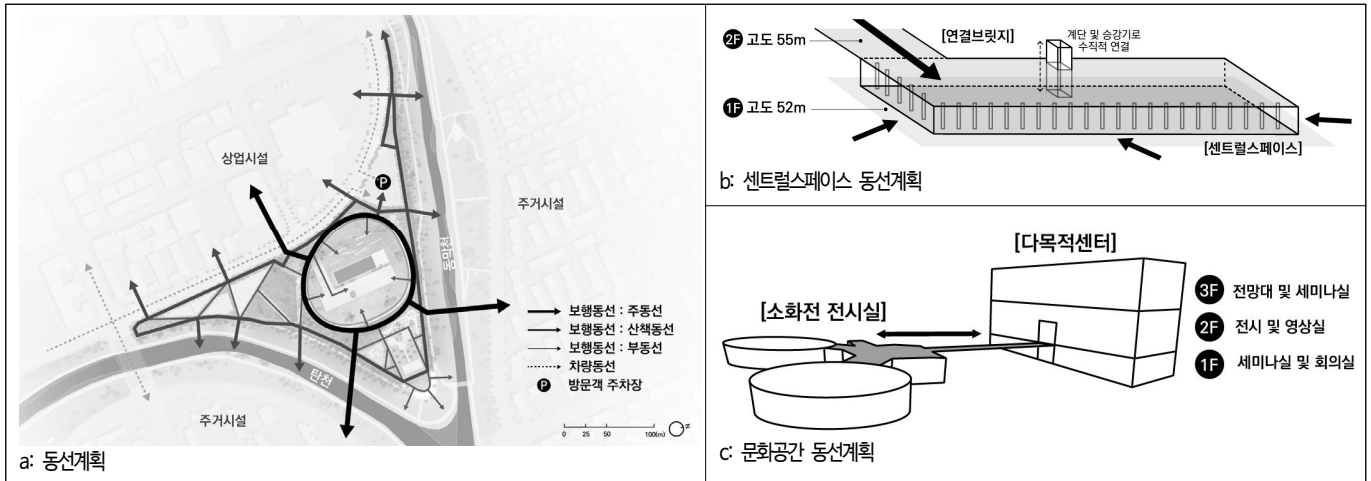 상업시설
P
주거시설
동막천
탄천
주거시설
보행동선 : 주동선
보행동선 : 산책동선
보행동선 : 부동선
차량동선
P 방문객 주차장
0 25 50 100(m)
N
a: 동선계획
2F 고도 55m
[연결브릿지]
계단 및 승강기로
수직적 연결
1F 고도 52m
[센트럴스페이스]
b: 센트럴스페이스 동선계획
[다목적센터]
[소화전 전시실]
3F 전망대 및 세미나실
2F 전시 및 영상실
1F 세미나실 및 회의실
c: 문화공간 동선계획